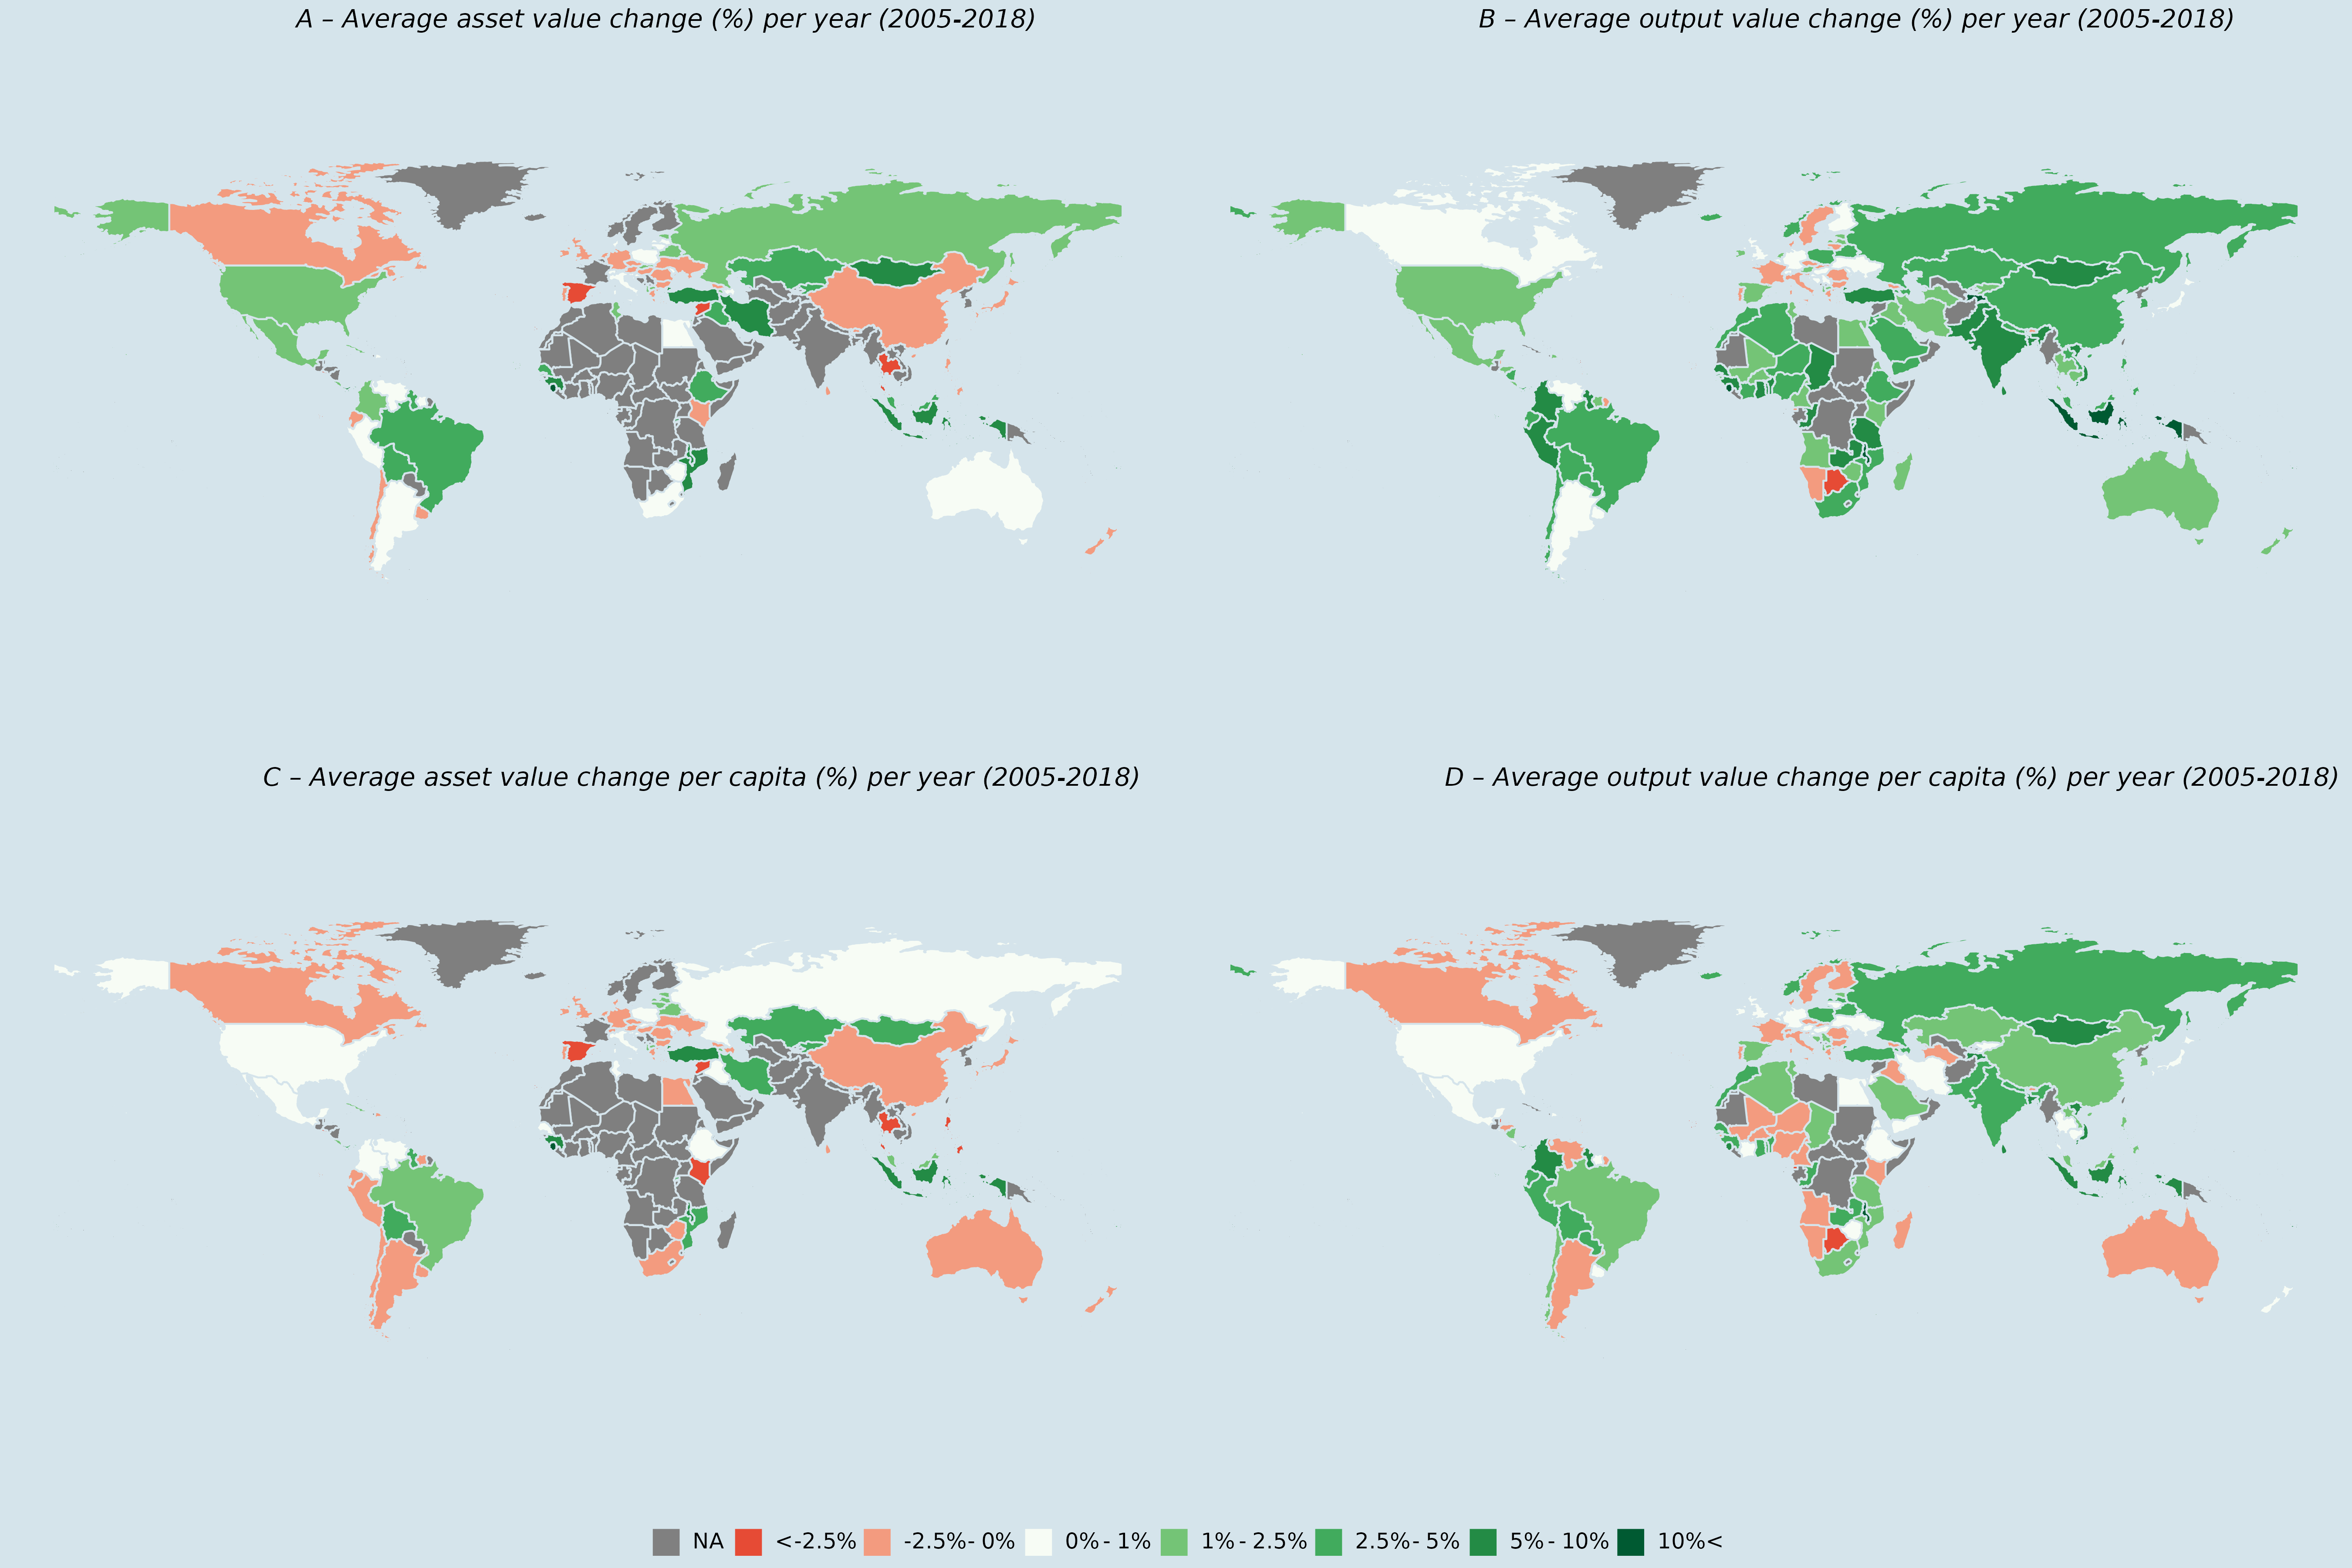 A – Average asset value change (%) per year (2005-2018)
B – Average output value change (%) per year (2005-2018)
C – Average asset value change per capita (%) per year (2005-2018)
D – Average output value change per capita (%) per year (2005-2018)
NA <-2.5% -2.5%- 0% 0% - 1% 1% - 2.5% 2.5%- 5% 5% - 10% 10%<